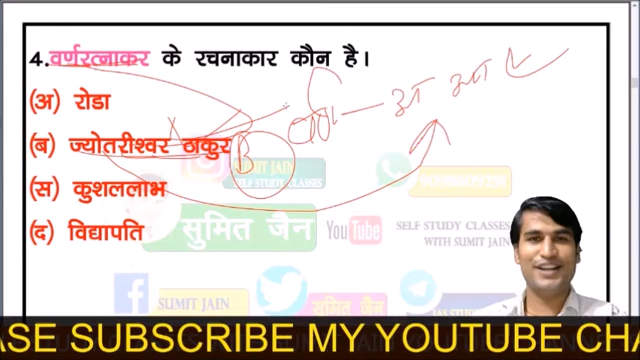 4.वर्णरत्नाकर के रचनाकार कौन है।
(अ) रोडा
(ब) ज्योतरीश्वर ठाकुर
B
(स) कुशललाभ
(द) विद्यापति
SUMIT JAIN
SELF STUDY CLASSES
सुमित जैन
YouTube
SELF STUDY CLASSES
WITH SUMIT JAIN
SUMIT JAIN
सुमित जैन
ASE SUBSCRIBE MY YOUTUBE CHA